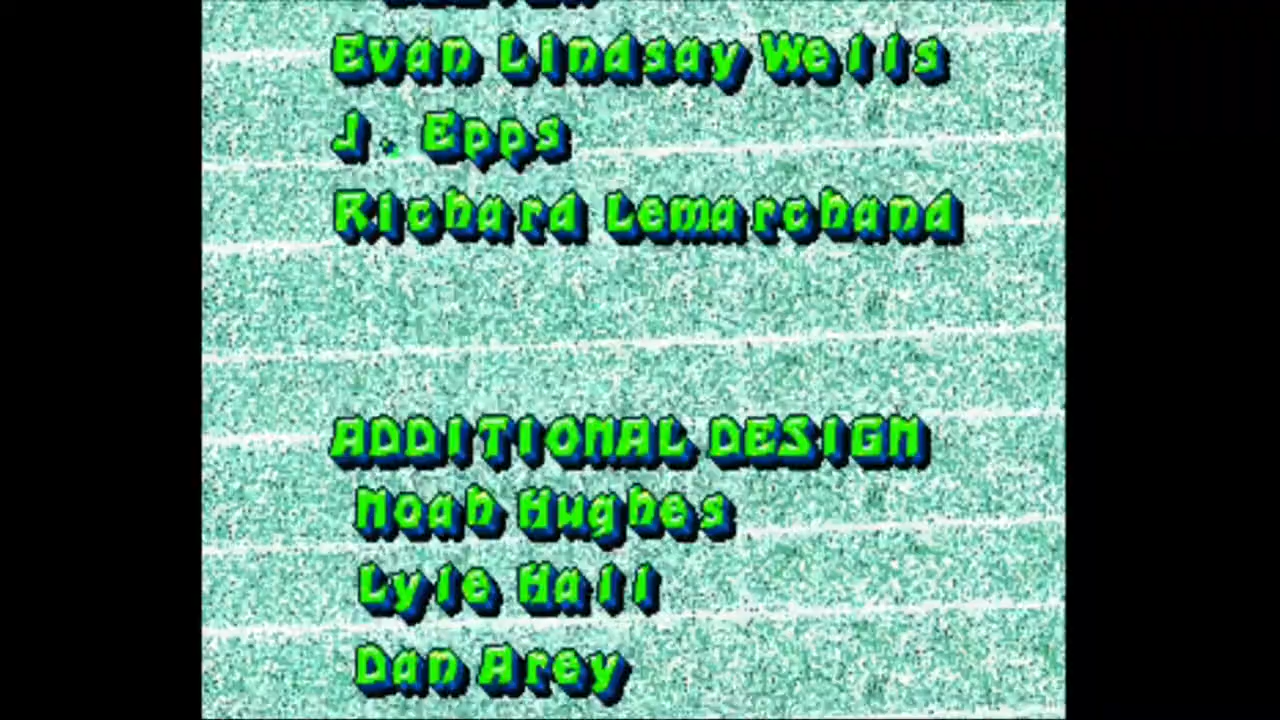 Evan Lindsay Wells
J. Epps
Richard Lemarchand
ADDITIONAL DESIGN
Noah Hughes
Lyle Hall
Dan Arey